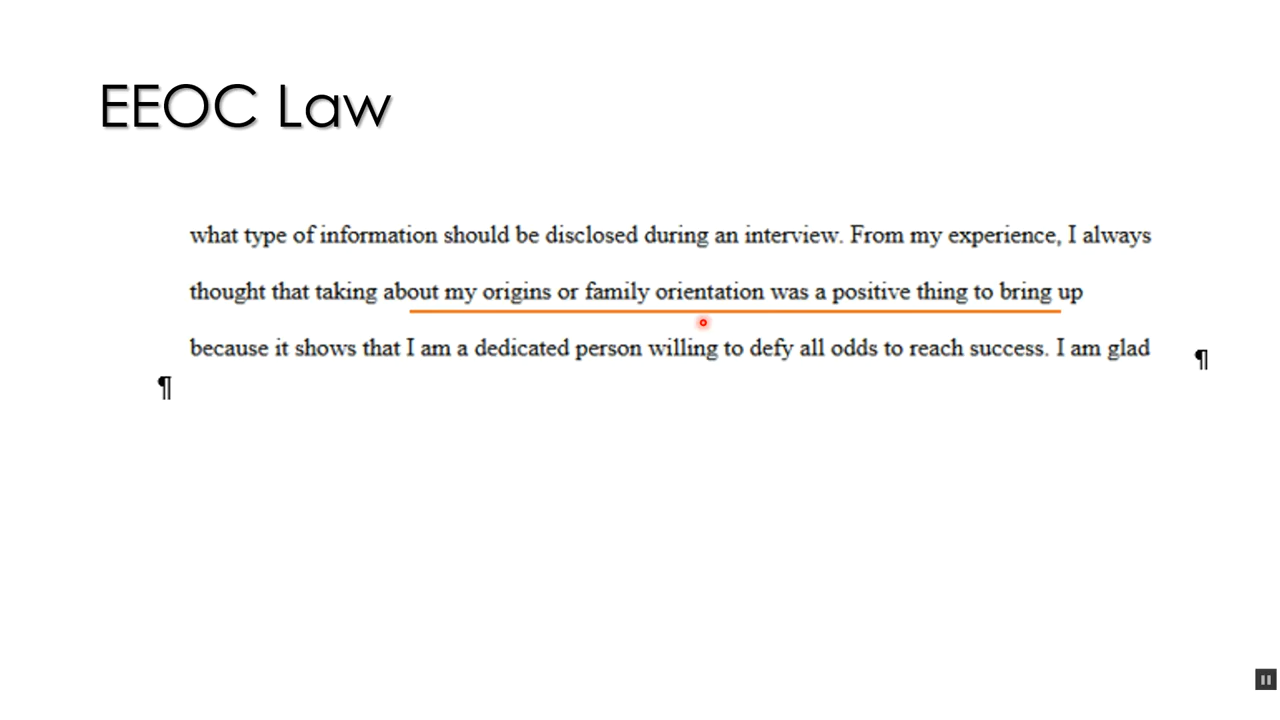 EEOC Law
what type of information should be disclosed during an interview. From my experience, I always
thought that taking about my origins or family orientation was a positive thing to bring up
because it shows that I am a dedicated person willing to defy all odds to reach success. I am glad
¶
¶